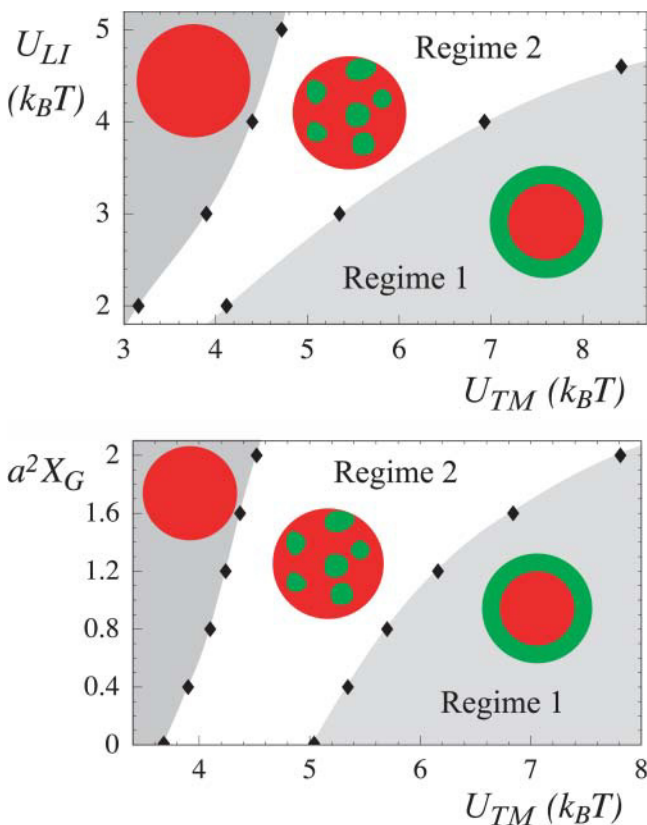 U_LI
(k_BT)
5
4
3
2
Regime 2
Regime 1
3 4 5 6 7 8
U_TM (k_BT)
a²X_G
2
1.6
1.2
0.8
0.4
0
Regime 2
Regime 1
4 5 6 7 8
U_TM (k_BT)